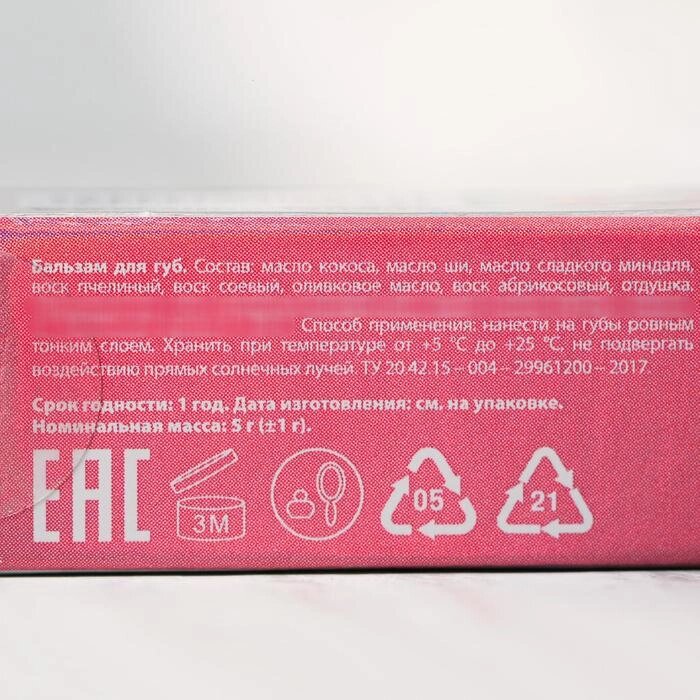 Бальзам для губ. Состав: масло кокоса, масло ши, масло сладкого миндаля,
воск пчелиный, воск соевый, оливковое масло, воск абрикосовый, отдушка.
Способ применения: нанести на губы ровным
тонким слоем. Хранить при температуре от +5 °С до +25 °С, не подвергать
воздействию прямых солнечных лучей. ТУ 20 42.15 – 004 – 29961200 – 2017.
Срок годности: 1 год. Дата изготовления: см. на упаковке.
Номинальная масса: 5 г (±1 г).
ЕАС 3М 05 21